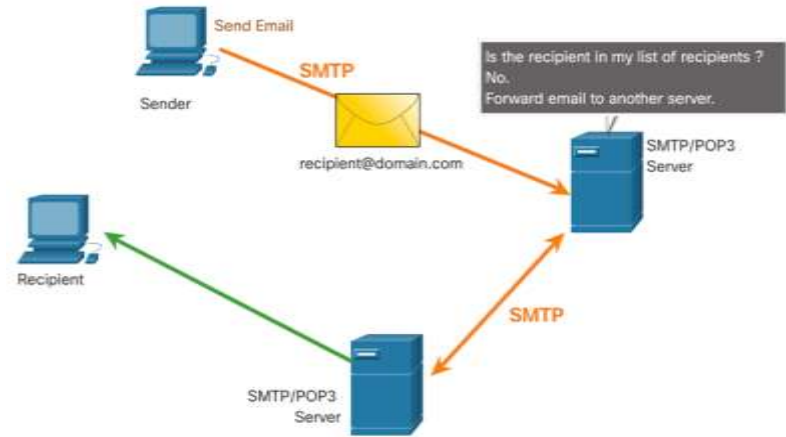 Send Email
SMTP
Sender
recipient@domain.com
Is the recipient in my list of recipients ?
No.
Forward email to another server.
SMTP/POP3
Server
Recipient
SMTP
SMTP/POP3
Server